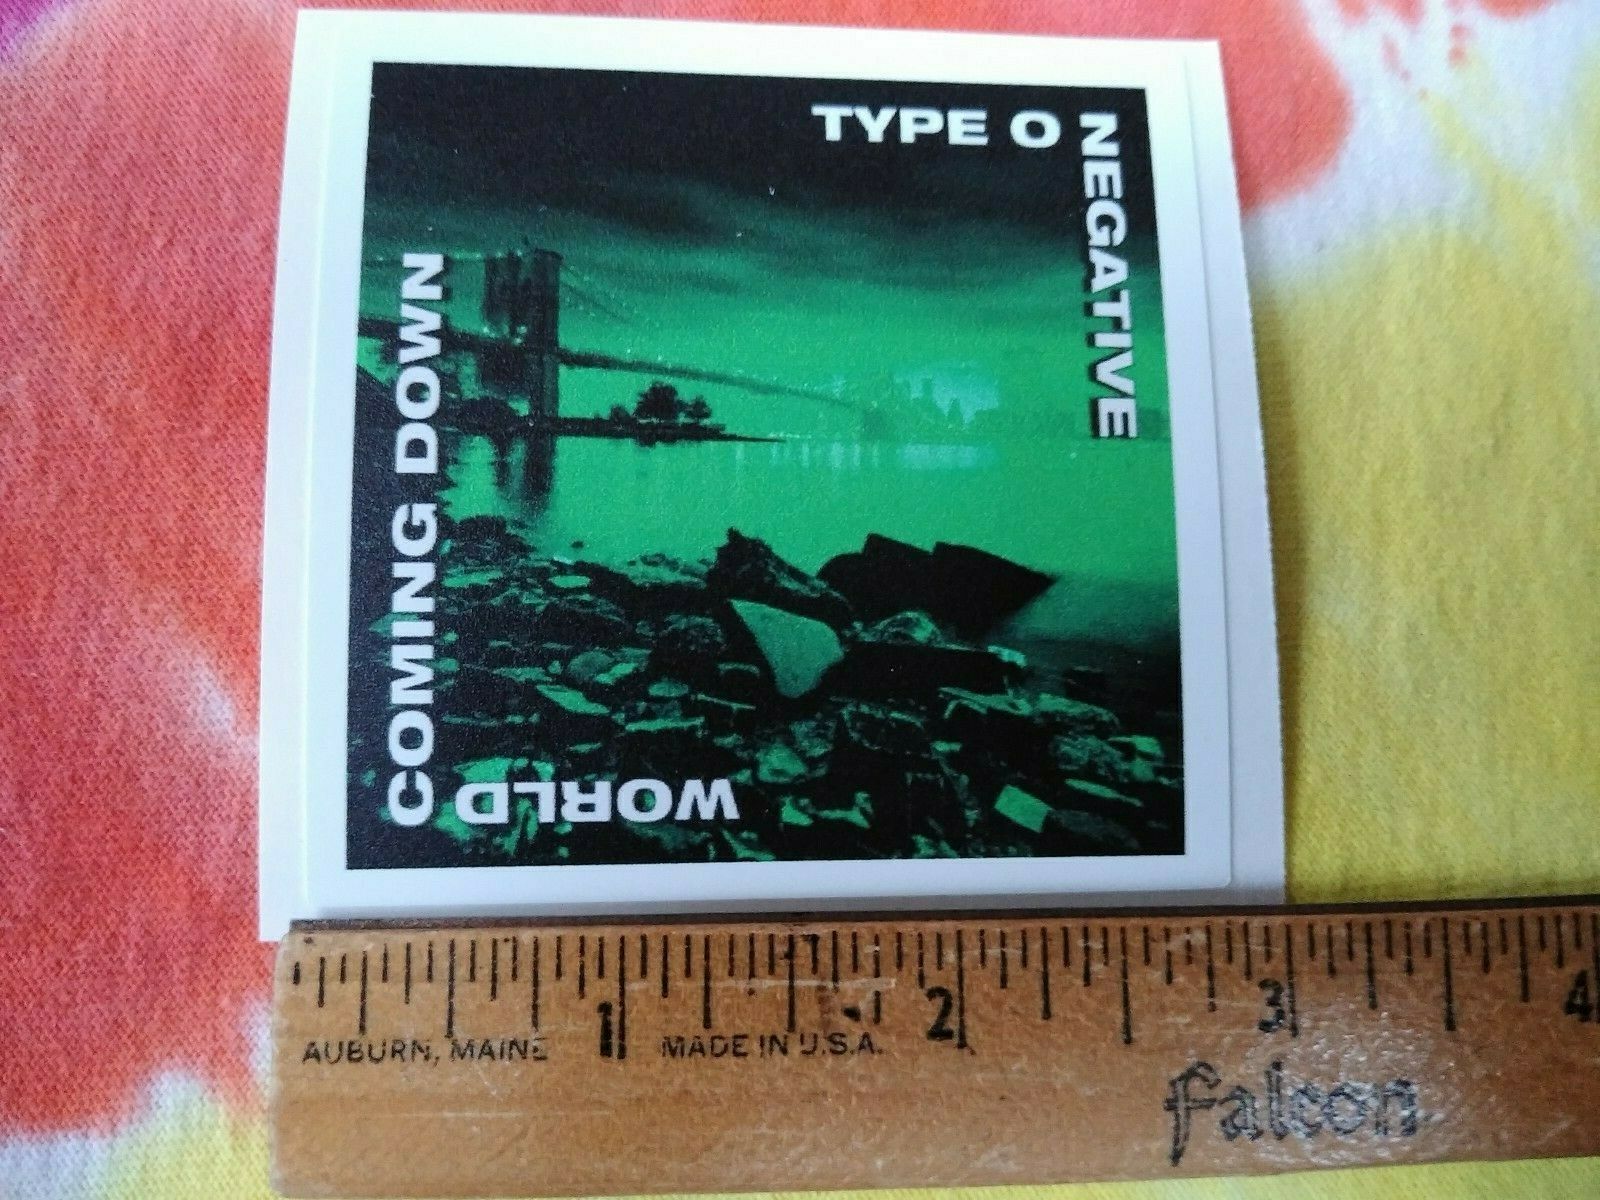 TYPE O NEGATIVE
WORLD COMING DOWN
1 2 3 4
AUBURN, MAINE MADE IN U.S.A.
Falcon